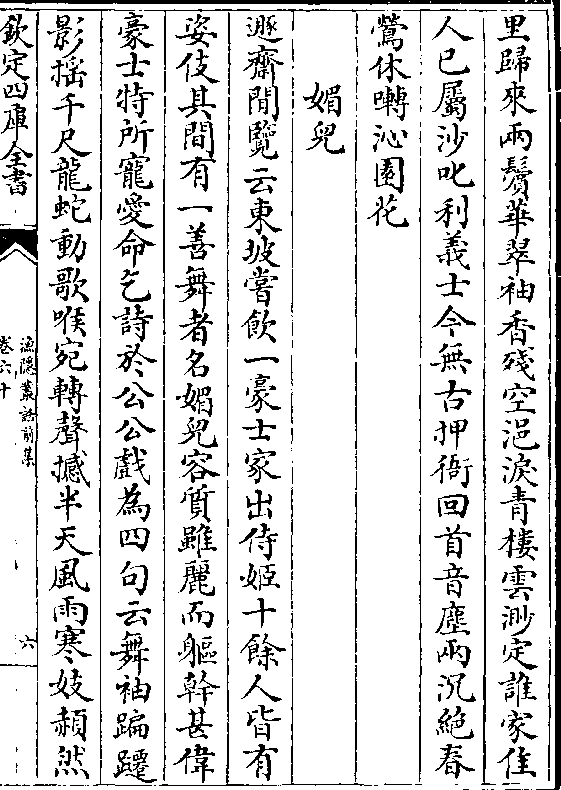 里歸來兩鬢華翠袖香殘空浥淚青樓雲渺定誰家佳
人已屬沙叱利義士今無古押衙回首音塵兩沉絶春
鶯休囀沁園花
媚兒
遯齋閒覽云東坡嘗飲一豪士家出侍姬十餘人皆有
姿伎其間有一善舞者名媚兒容質雖麗而軀幹甚偉
豪士特所寵愛命乞詩於公公戲為四句云舞袖蹁躚
影揺千尺龍蛇動歌喉宛轉聲撼半天風雨寒妓赬然
欽定四庫全書
漁隱叢話前集
卷六十
六